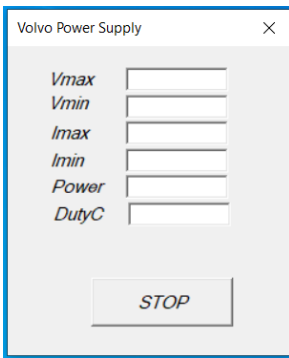 Volvo Power Supply
Vmax
Vmin
Imax
Imin
Power
DutyC
STOP